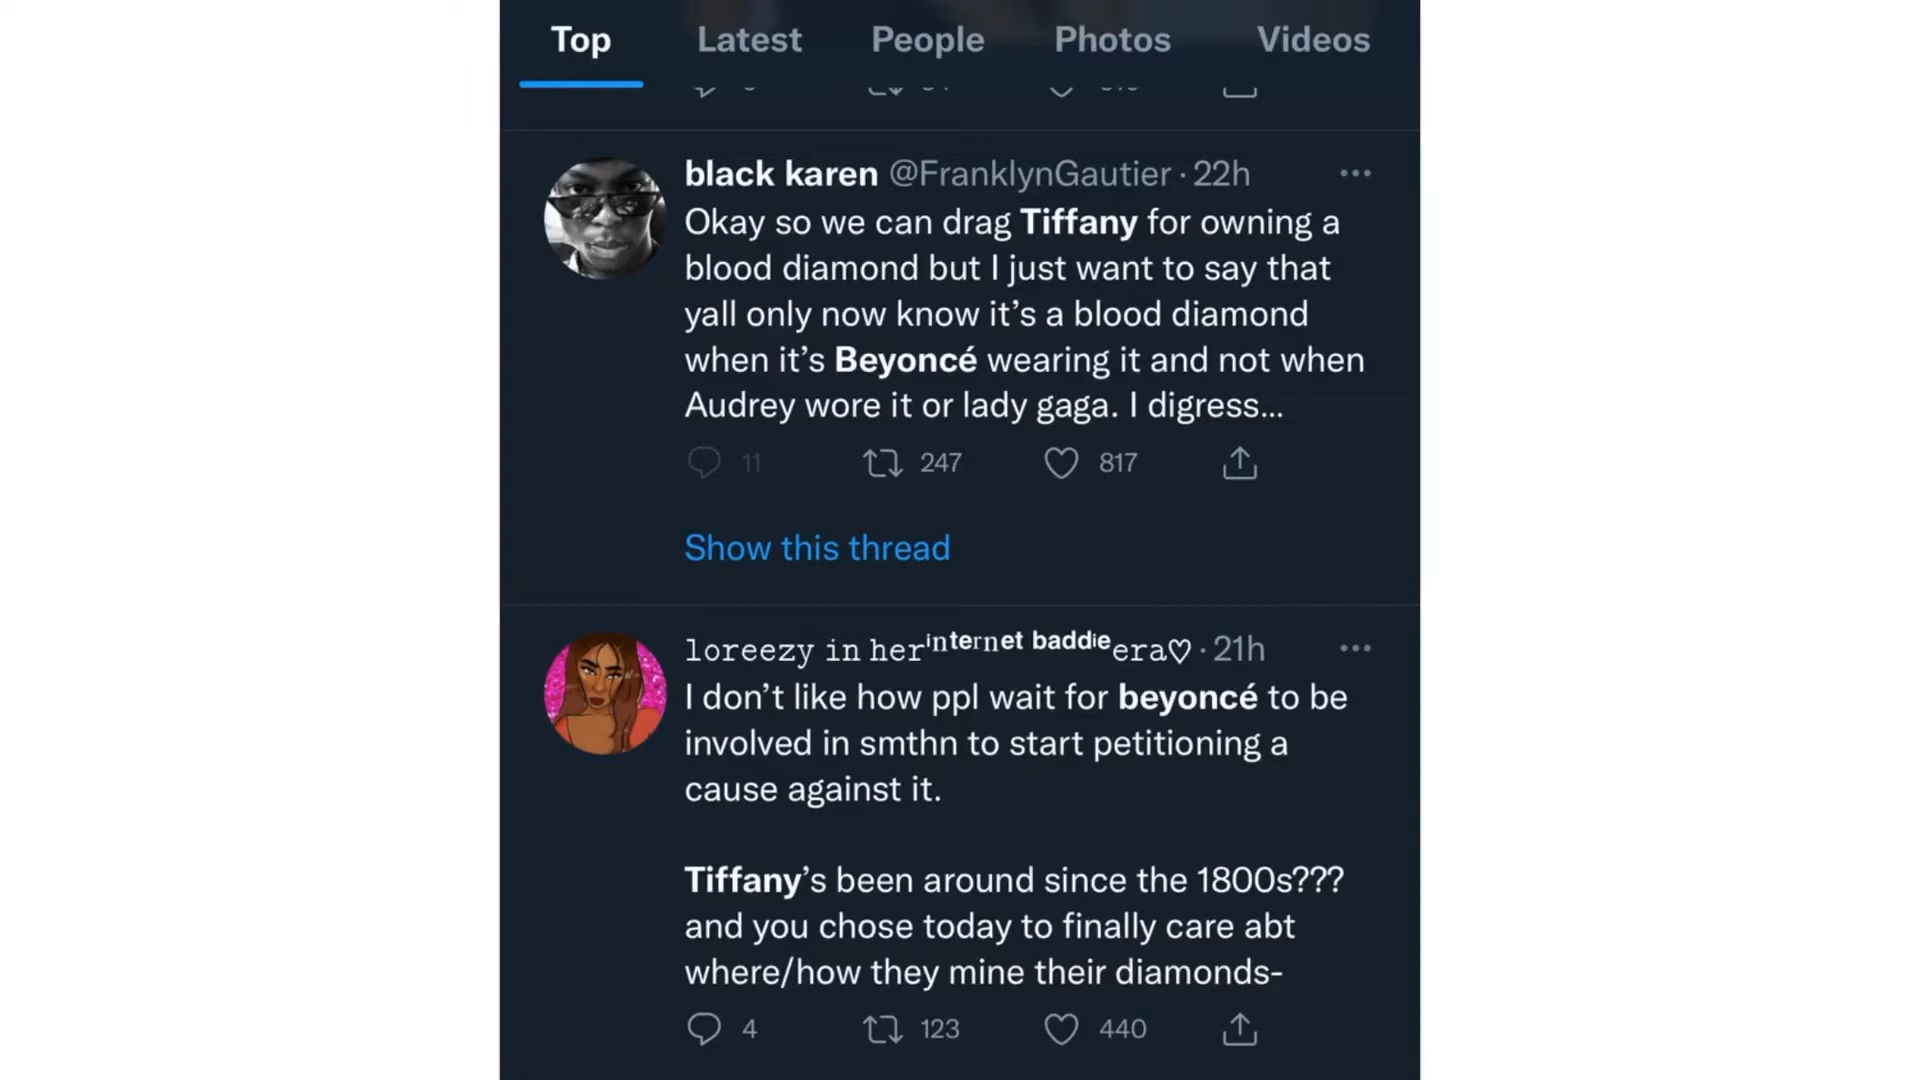 Top Latest People Photos Videos
black karen @FranklynGautier · 22h
Okay so we can drag Tiffany for owning a
blood diamond but I just want to say that
yall only now know it’s a blood diamond
when it’s Beyoncé wearing it and not when
Audrey wore it or lady gaga. I digress...
11 247 817
Show this thread
loreezy in her internet baddie era♡ · 21h
I don’t like how ppl wait for beyoncé to be
involved in smthn to start petitioning a
cause against it.
Tiffany’s been around since the 1800s???
and you chose today to finally care abt
where/how they mine their diamonds-
4 123 440